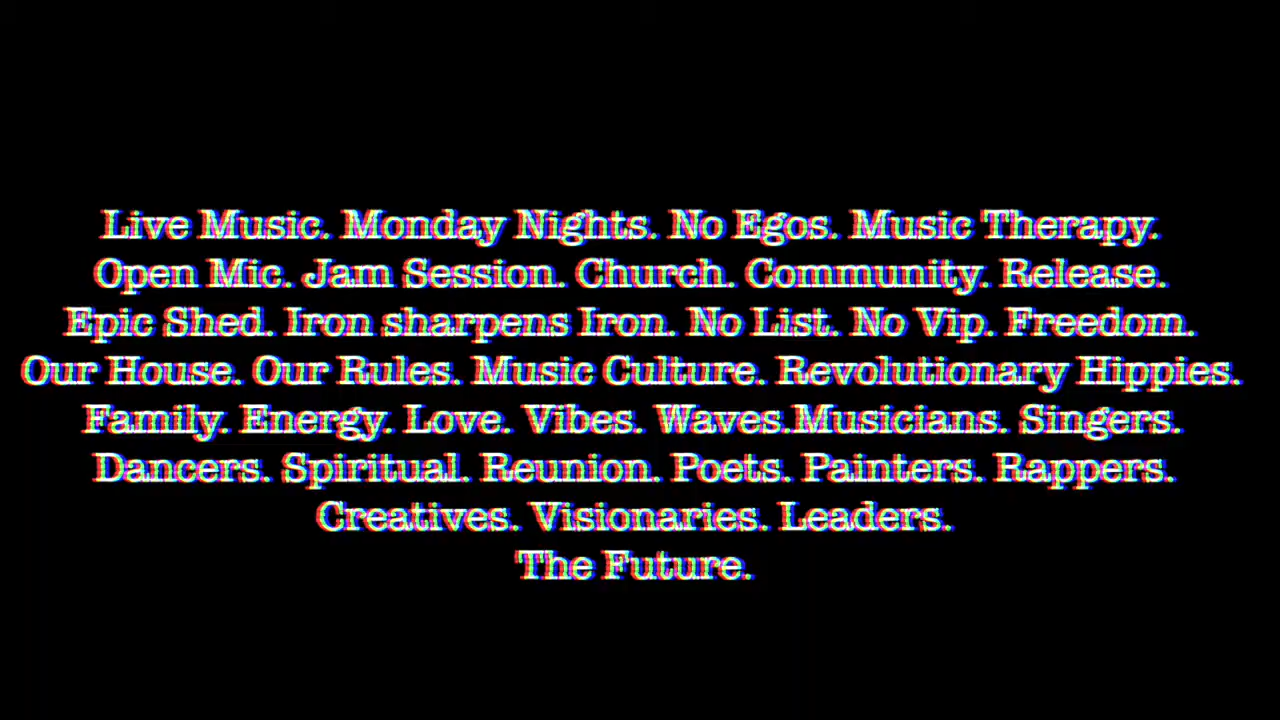 Live Music. Monday Nights. No Egos. Music Therapy.
Open Mic. Jam Session. Church. Community. Release.
Epic Shed. Iron sharpens Iron. No List. No Vip. Freedom.
Our House. Our Rules. Music Culture. Revolutionary Hippies.
Family. Energy. Love. Vibes. Waves.Musicians. Singers.
Dancers. Spiritual. Reunion. Poets. Painters. Rappers.
Creatives. Visionaries. Leaders.
The Future.